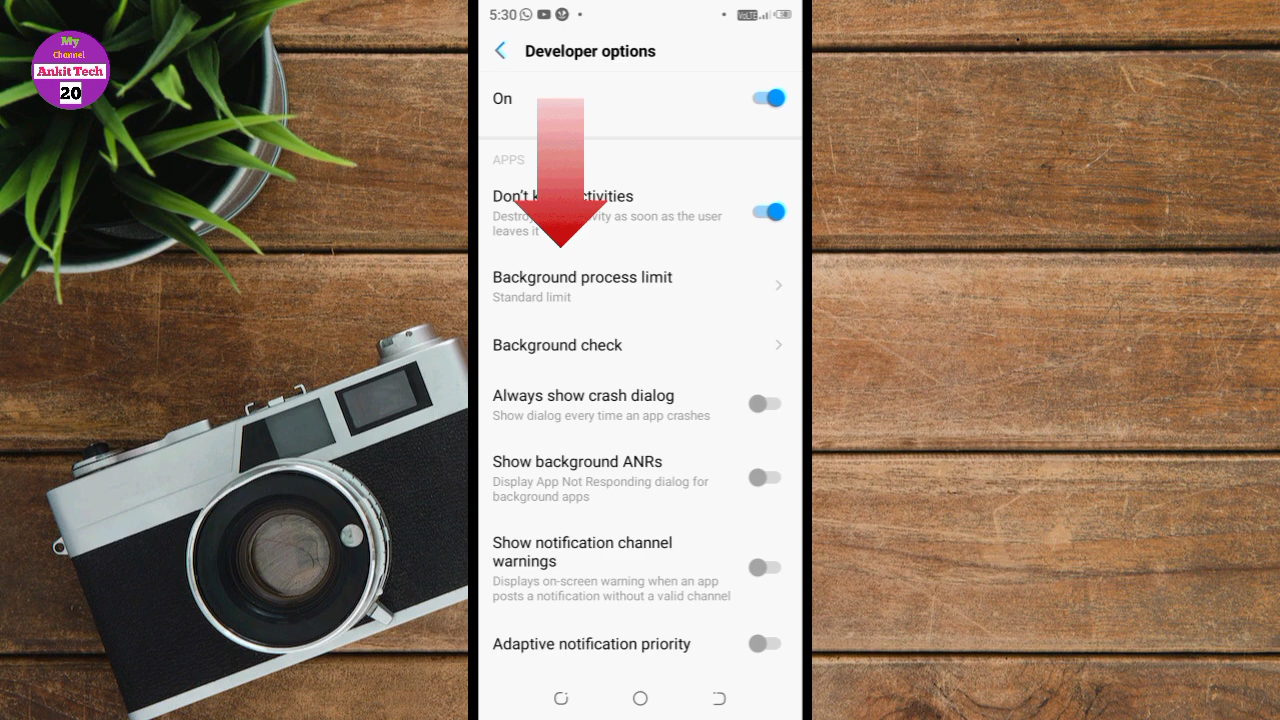 My
Channel
Ankit Tech
20
5:30
VoLTE
Developer options
On
APPS
Don't k
tivities
Destro
vity as soon as the user
leaves it
Background process limit
Standard limit
Background check
Always show crash dialog
Show dialog every time an app crashes
Show background ANRs
Display App Not Responding dialog for
background apps
Show notification channel
warnings
Displays on-screen warning when an app
posts a notification without a valid channel
Adaptive notification priority